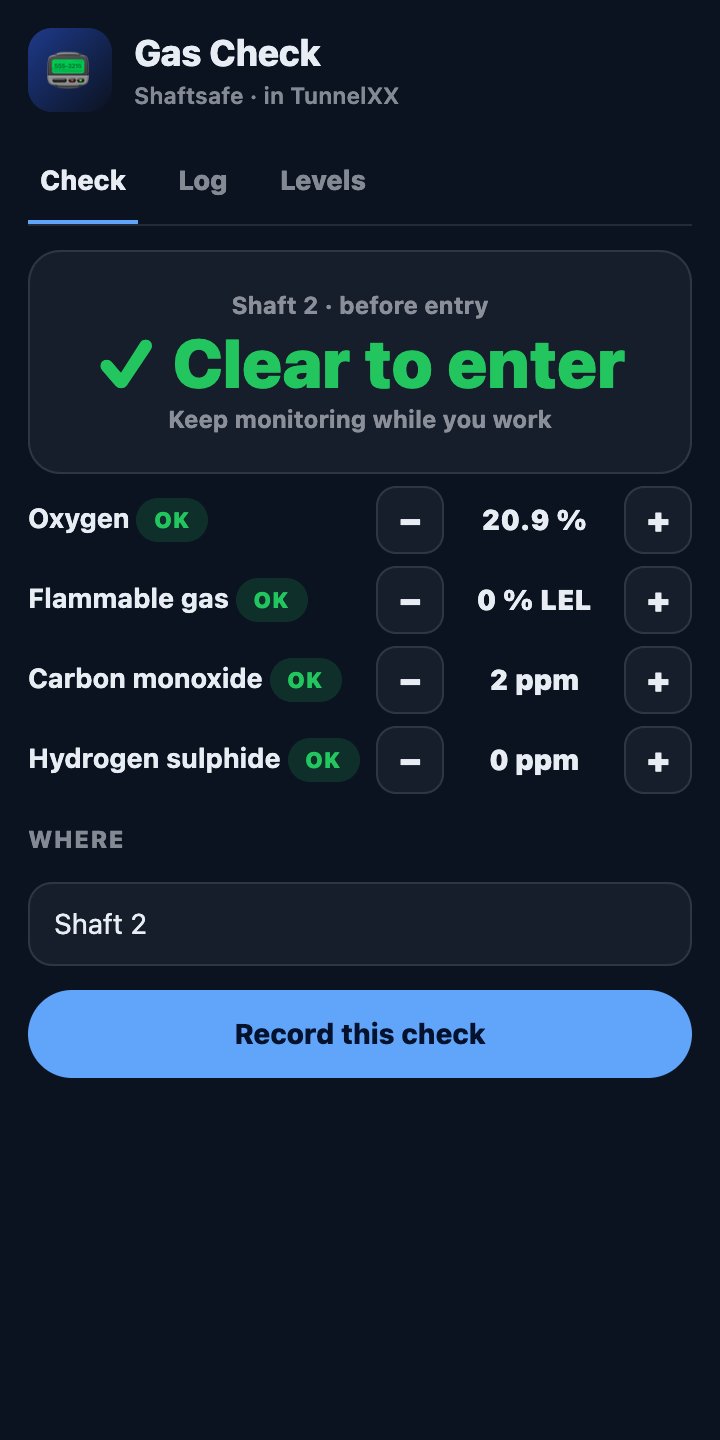 Gas Check
Shaftsafe · in TunnelXX
Check Log Levels
Shaft 2 · before entry
✓ Clear to enter
Keep monitoring while you work
Oxygen OK − 20.9 % +
Flammable gas OK − 0 % LEL +
Carbon monoxide OK − 2 ppm +
Hydrogen sulphide OK − 0 ppm +
WHERE
Shaft 2
Record this check